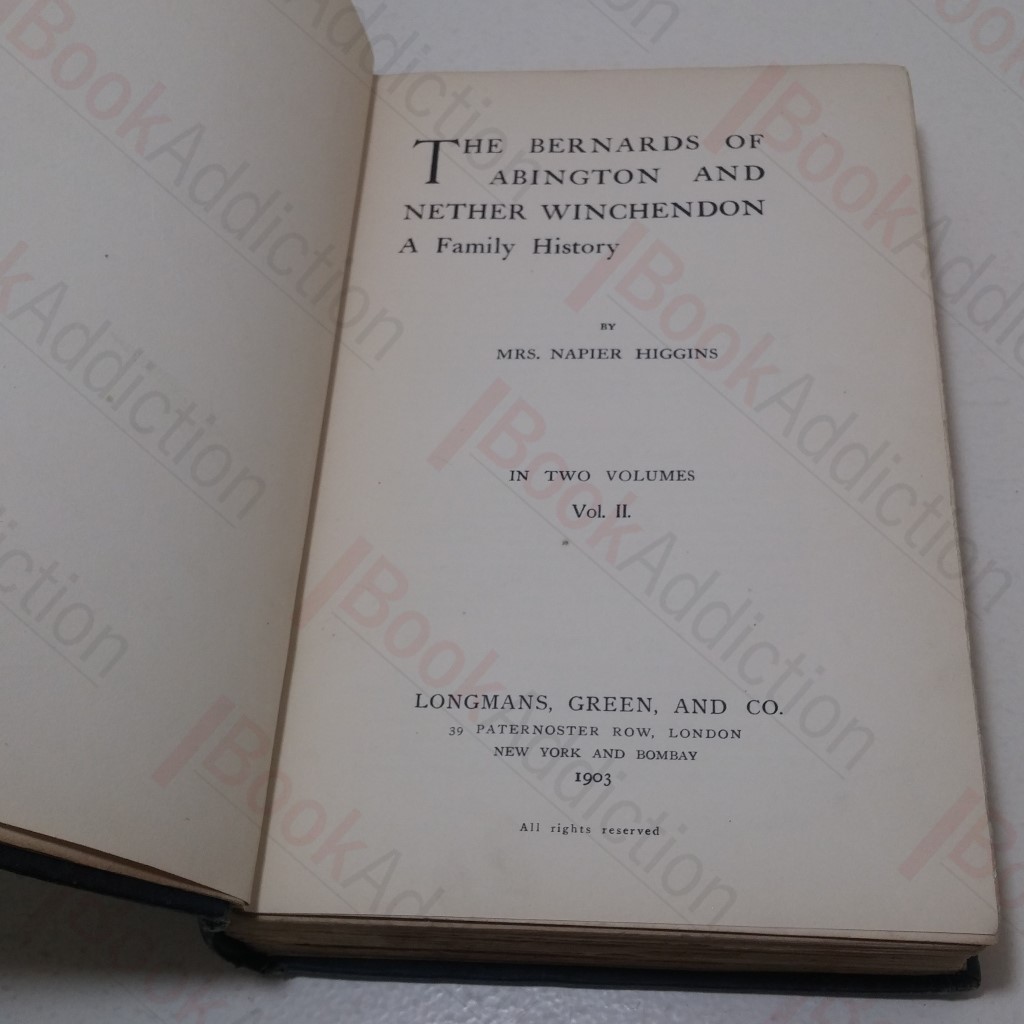 THE BERNARDS OF
ABINGTON AND
NETHER WINCHENDON
A Family History
BY
MRS. NAPIER HIGGINS
IN TWO VOLUMES
Vol. II.
LONGMANS, GREEN, AND CO.
39 PATERNOSTER ROW, LONDON
NEW YORK AND BOMBAY
1903
All rights reserved
BookAddiction